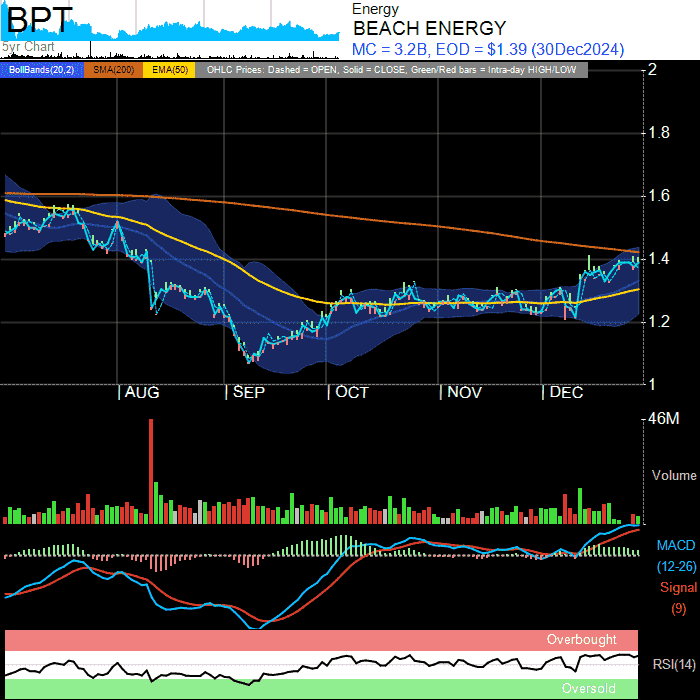 BPT
5yr Chart
Energy
BEACH ENERGY
MC = 3.2B, EOD = $1.39 (30Dec2024)
BollBands(20,2) SMA(200) EMA(50) OHLC Prices: Dashed = OPEN, Solid = CLOSE, Green/Red bars = Intra-day HIGH/LOW
2
1.8
1.6
1.4
1.2
1
AUG SEP OCT NOV DEC
46M
Volume
MACD
(12-26)
Signal
(9)
Overbought
RSI(14)
Oversold